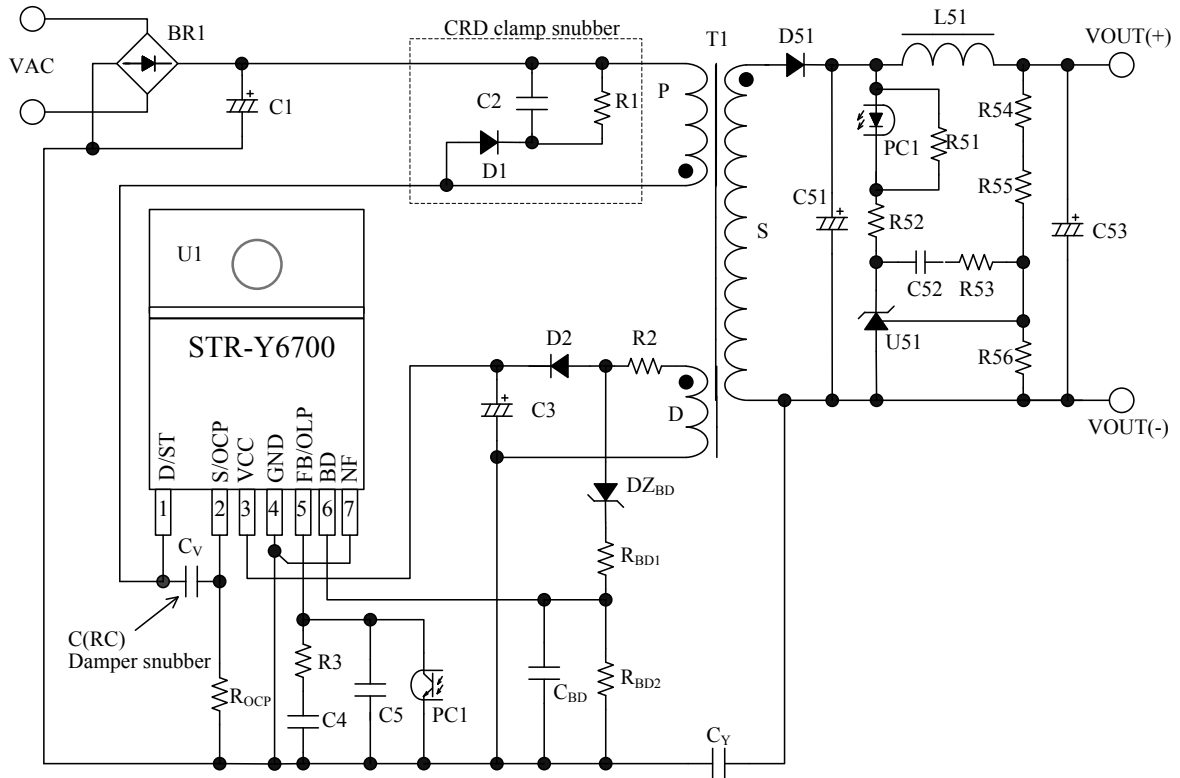 VAC
BR1
C1
CRD clamp snubber
C2
R1
D1
P
T1
D51
L51
VOUT(+)
PC1
R51
R54
R55
C51
S
R52
C52
R53
C53
U51
R56
VOUT(-)
U1
STR-Y6700
D/ST
S/OCP
VCC
GND
FB/OLP
BD
NF
1
2
3
4
5
6
7
D2
R2
C3
D
DZBD
RBD1
CV
C(RC)
Damper snubber
ROCP
R3
C4
C5
PC1
CBD
RBD2
CY